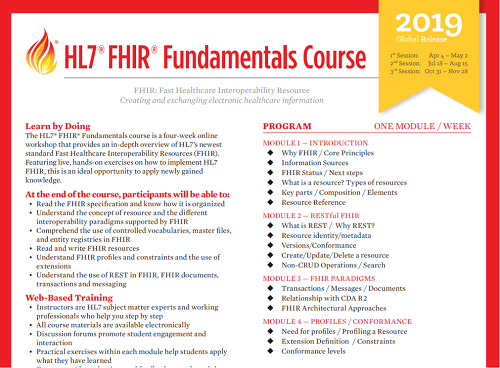 2019
Global Release
1st Session: Apr 4 – May 2
2nd Session: Jul 18 – Aug 15
3rd Session: Oct 31 – Nov 28
HL7® FHIR® Fundamentals Course
FHIR: Fast Healthcare Interoperability Resource
Creating and exchanging electronic healthcare information
Learn by Doing
The HL7® FHIR® Fundamentals course is a four-week online
workshop that provides an in-depth overview of HL7's newest
standard Fast Healthcare Interoperability Resources (FHIR).
Featuring live, hands-on exercises on how to implement HL7
FHIR, this is an ideal opportunity to apply newly gained
knowledge.
At the end of the course, participants will be able to:
• Read the FHIR specification and know how it is organized
• Understand the concept of resource and the different
interoperability paradigms supported by FHIR
• Comprehend the use of controlled vocabularies, master files,
and entity registries in FHIR
• Read and write FHIR resources
• Understand FHIR profiles and constraints and the use of
extensions
• Understand the use of REST in FHIR, FHIR documents,
transactions and messaging
Web-Based Training
• Instructors are HL7 subject matter experts and working
professionals who help you step by step
• All course materials are available electronically
• Discussion forums promote student engagement and
interaction
• Practical exercises within each module help students apply
what they have learned
PROGRAM ONE MODULE / WEEK
MODULE 1 — INTRODUCTION
◆ Why FHIR / Core Principles
◆ Information Sources
◆ FHIR Status / Next steps
◆ What is a resource? Types of resources
◆ Key parts / Composition / Elements
◆ Resource Reference
MODULE 2 — RESTful FHIR
◆ What is REST / Why REST?
◆ Resource identity/metadata
◆ Versions/Conformance
◆ Create/Update/Delete a resource
◆ Non-CRUD Operations / Search
MODULE 3 — FHIR PARADIGMS
◆ Transactions / Messages / Documents
◆ Relationship with CDA R2
◆ FHIR Architectural Approaches
MODULE 4 — PROFILES / CONFORMANCE
◆ Need for profiles / Profiling a Resource
◆ Extension Definition / Constraints
◆ Conformance levels